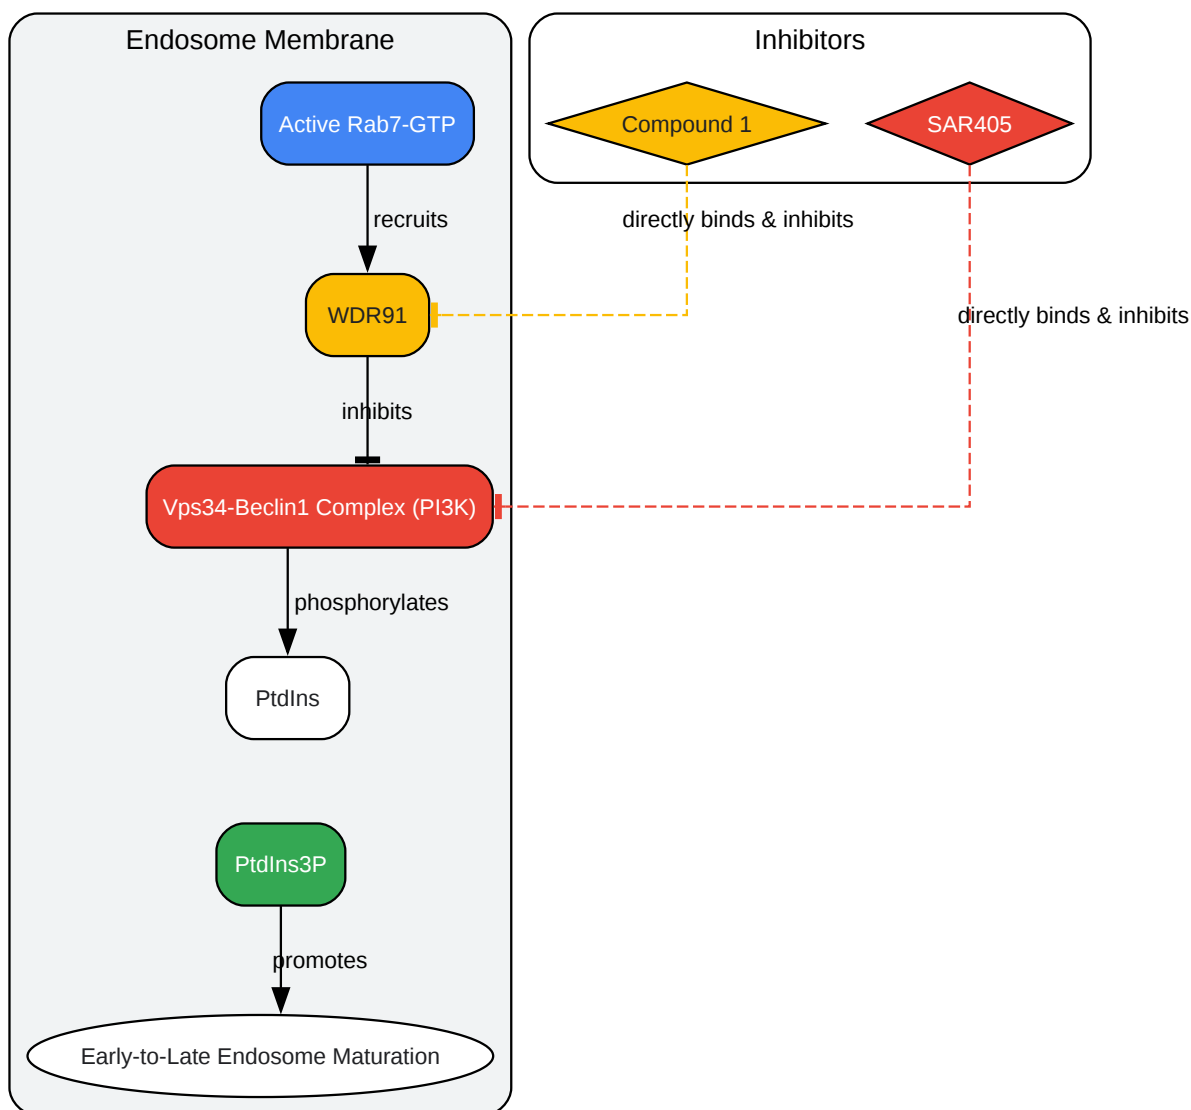 Endosome Membrane
Inhibitors
Active Rab7-GTP
Compound 1
SAR405
recruits
directly binds & inhibits
WDR91
directly binds & inhibits
inhibits
Vps34-Beclin1 Complex (PI3K)
phosphorylates
PtdIns
PtdIns3P
promotes
Early-to-Late Endosome Maturation